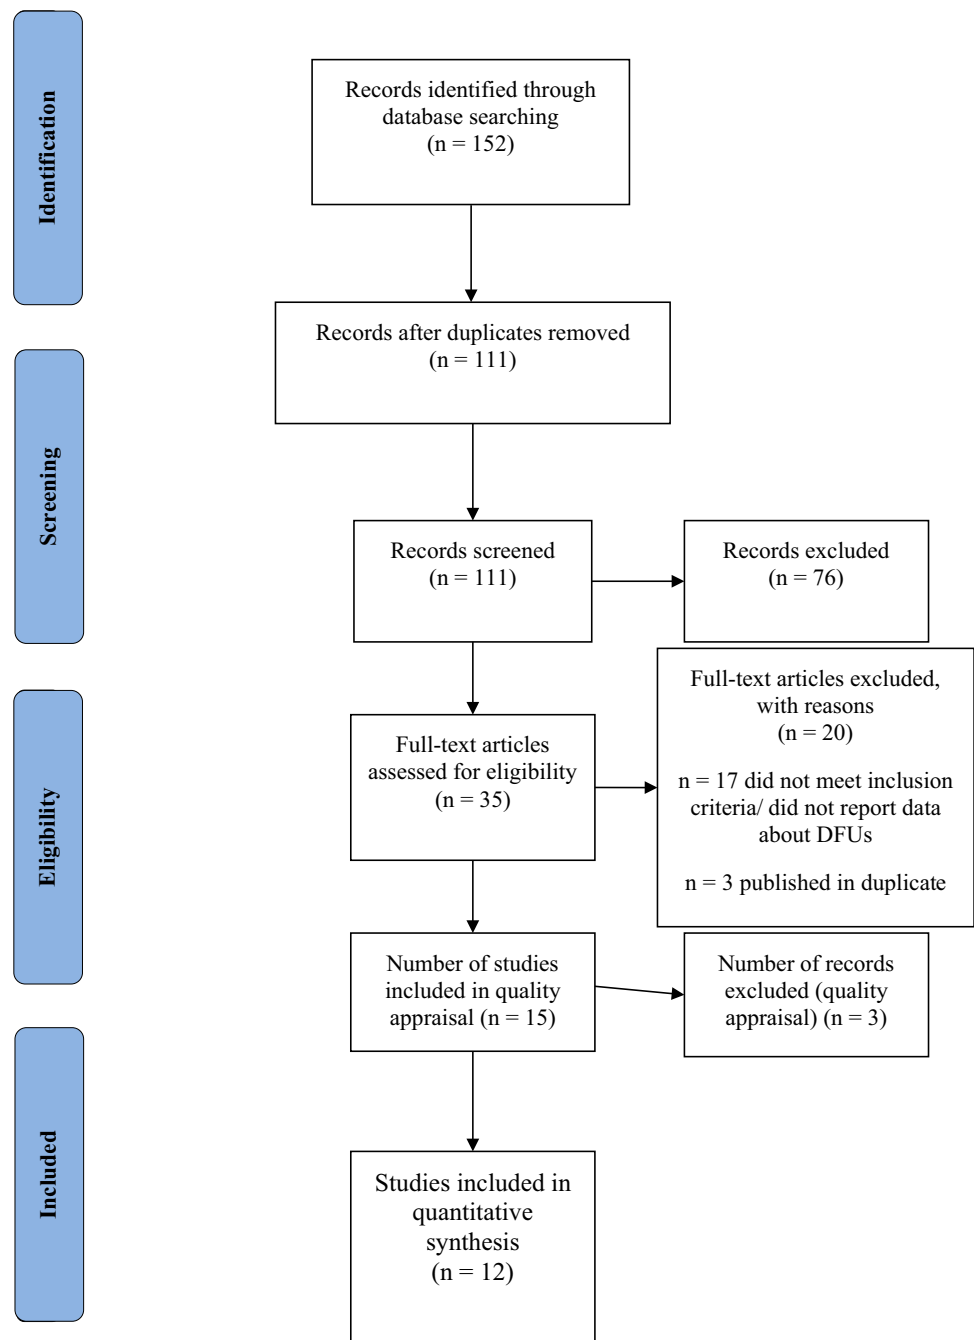 Identification
Records identified through
database searching
(n = 152)
Records after duplicates removed
(n = 111)
Screening
Records screened
(n = 111)
Records excluded
(n = 76)
Eligibility
Full-text articles
assessed for eligibility
(n = 35)
Full-text articles excluded,
with reasons
(n = 20)
n = 17 did not meet inclusion
criteria/ did not report data
about DFUs
n = 3 published in duplicate
Number of studies
included in quality
appraisal (n = 15)
Number of records
excluded (quality
appraisal) (n = 3)
Included
Studies included in
quantitative
synthesis
(n = 12)